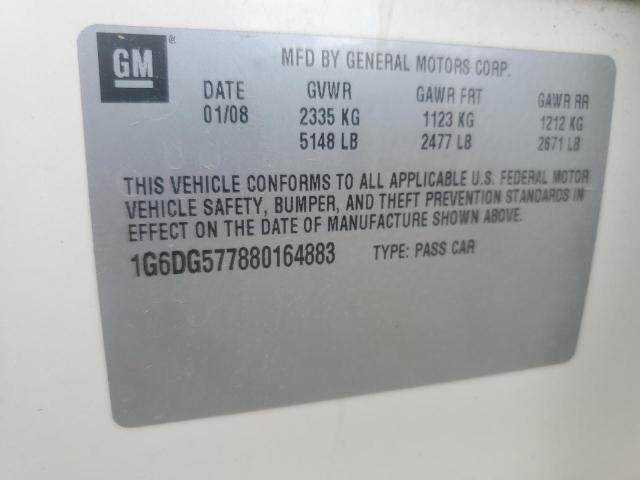 GM ®
MFD BY GENERAL MOTORS CORP.
DATE GVWR GAWR FRT GAWR RR
01/08 2335 KG 1123 KG 1212 KG
5148 LB 2477 LB 2671 LB
THIS VEHICLE CONFORMS TO ALL APPLICABLE U.S. FEDERAL MOTOR
VEHICLE SAFETY, BUMPER, AND THEFT PREVENTION STANDARDS IN
EFFECT ON THE DATE OF MANUFACTURE SHOWN ABOVE.
1G6DG577880164883 TYPE: PASS CAR